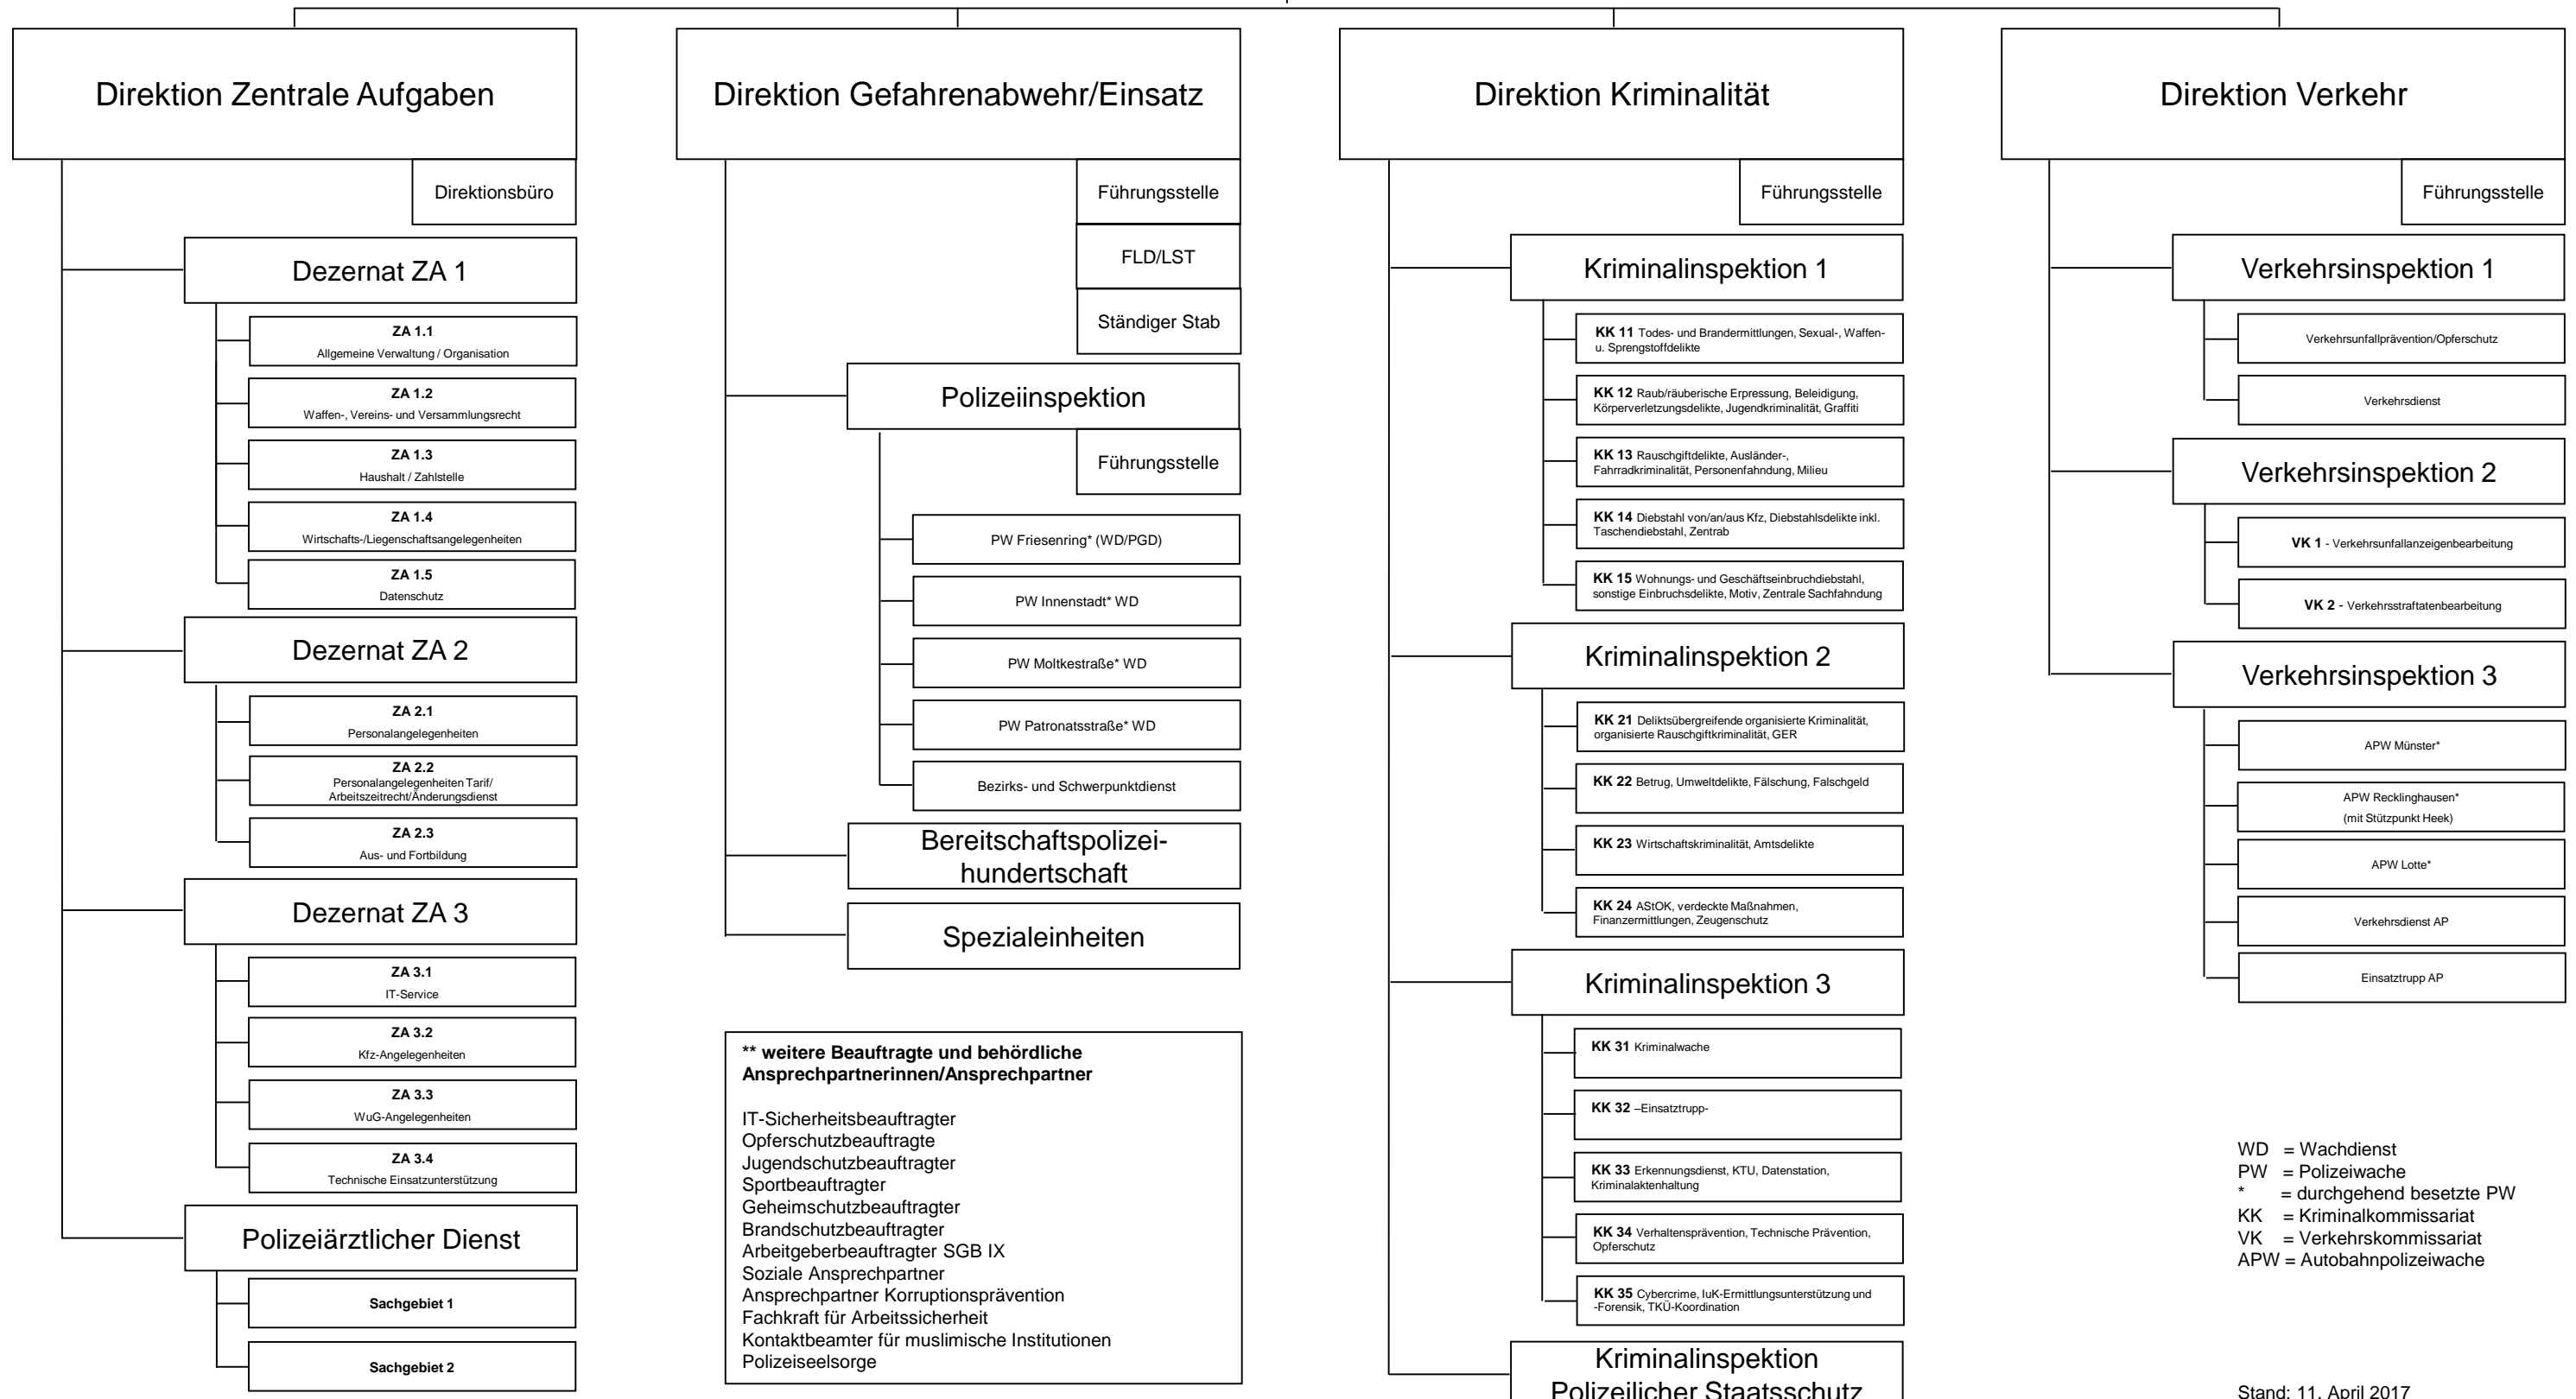 Direktion Zentrale Aufgaben
Direktionsbüro
Dezernat ZA 1
ZA 1.1
Allgemeine Verwaltung / Organisation
ZA 1.2
Waffen-, Vereins- und Versammlungsrecht
ZA 1.3
Haushalt / Zahlstelle
ZA 1.4
Wirtschafts-/Liegenschaftsangelegenheiten
ZA 1.5
Datenschutz
Dezernat ZA 2
ZA 2.1
Personalangelegenheiten
ZA 2.2
Personalangelegenheiten Tarif/
Arbeitszeitrecht/Änderungsdienst
ZA 2.3
Aus- und Fortbildung
Dezernat ZA 3
ZA 3.1
IT-Service
ZA 3.2
Kfz-Angelegenheiten
ZA 3.3
WuG-Angelegenheiten
ZA 3.4
Technische Einsatzunterstützung
Polizeiärztlicher Dienst
Sachgebiet 1
Sachgebiet 2
Direktion Gefahrenabwehr/Einsatz
Führungsstelle
FLD/LST
Ständiger Stab
Polizeiinspektion
Führungsstelle
PW Friesenring* (WD/PGD)
PW Innenstadt* WD
PW Moltkestraße* WD
PW Patronatsstraße* WD
Bezirks- und Schwerpunktdienst
Bereitschaftspolizei-
hundertschaft
Spezialeinheiten
** weitere Beauftragte und behördliche
Ansprechpartnerinnen/Ansprechpartner
IT-Sicherheitsbeauftragter
Opferschutzbeauftragte
Jugendschutzbeauftragter
Sportbeauftragter
Geheimschutzbeauftragter
Brandschutzbeauftragter
Arbeitgeberbeauftragter SGB IX
Soziale Ansprechpartner
Ansprechpartner Korruptionsprävention
Fachkraft für Arbeitssicherheit
Kontaktbeamter für muslimische Institutionen
Polizeiseelsorge
Direktion Kriminalität
Führungsstelle
Kriminalinspektion 1
KK 11 Todes- und Brandermittlungen, Sexual-, Waffen-
u. Sprengstoffdelikte
KK 12 Raub/räuberische Erpressung, Beleidigung,
Körperverletzungsdelikte, Jugendkriminalität, Graffiti
KK 13 Rauschgiftdelikte, Ausländer-,
Fahrradkriminalität, Personenfahndung, Milieu
KK 14 Diebstahl von/an/aus Kfz, Diebstahlsdelikte inkl.
Taschendiebstahl, Zentrab
KK 15 Wohnungs- und Geschäftseinbruchdiebstahl,
sonstige Einbruchsdelikte, Motiv, Zentrale Sachfahndung
Kriminalinspektion 2
KK 21 Deliktsübergreifende organisierte Kriminalität,
organisierte Rauschgiftkriminalität, GER
KK 22 Betrug, Umweltdelikte, Fälschung, Falschgeld
KK 23 Wirtschaftskriminalität, Amtsdelikte
KK 24 AStOK, verdeckte Maßnahmen,
Finanzermittlungen, Zeugenschutz
Kriminalinspektion 3
KK 31 Kriminalwache
KK 32 –Einsatztrupp-
KK 33 Erkennungsdienst, KTU, Datenstation,
Kriminalaktenhaltung
KK 34 Verhaltensprävention, Technische Prävention,
Opferschutz
KK 35 Cybercrime, IuK-Ermittlungsunterstützung und
-Forensik, TKÜ-Koordination
Kriminalinspektion
Polizeilicher Staatsschutz
Direktion Verkehr
Führungsstelle
Verkehrsinspektion 1
Verkehrsunfallprävention/Opferschutz
Verkehrsdienst
Verkehrsinspektion 2
VK 1 - Verkehrsunfallanzeigenbearbeitung
VK 2 - Verkehrsstraftatenbearbeitung
Verkehrsinspektion 3
APW Münster*
APW Recklinghausen*
(mit Stützpunkt Heek)
APW Lotte*
Verkehrsdienst AP
Einsatztrupp AP
WD = Wachdienst
PW = Polizeiwache
* = durchgehend besetzte PW
KK = Kriminalkommissariat
VK = Verkehrskommissariat
APW = Autobahnpolizeiwache
Stand: 11. April 2017